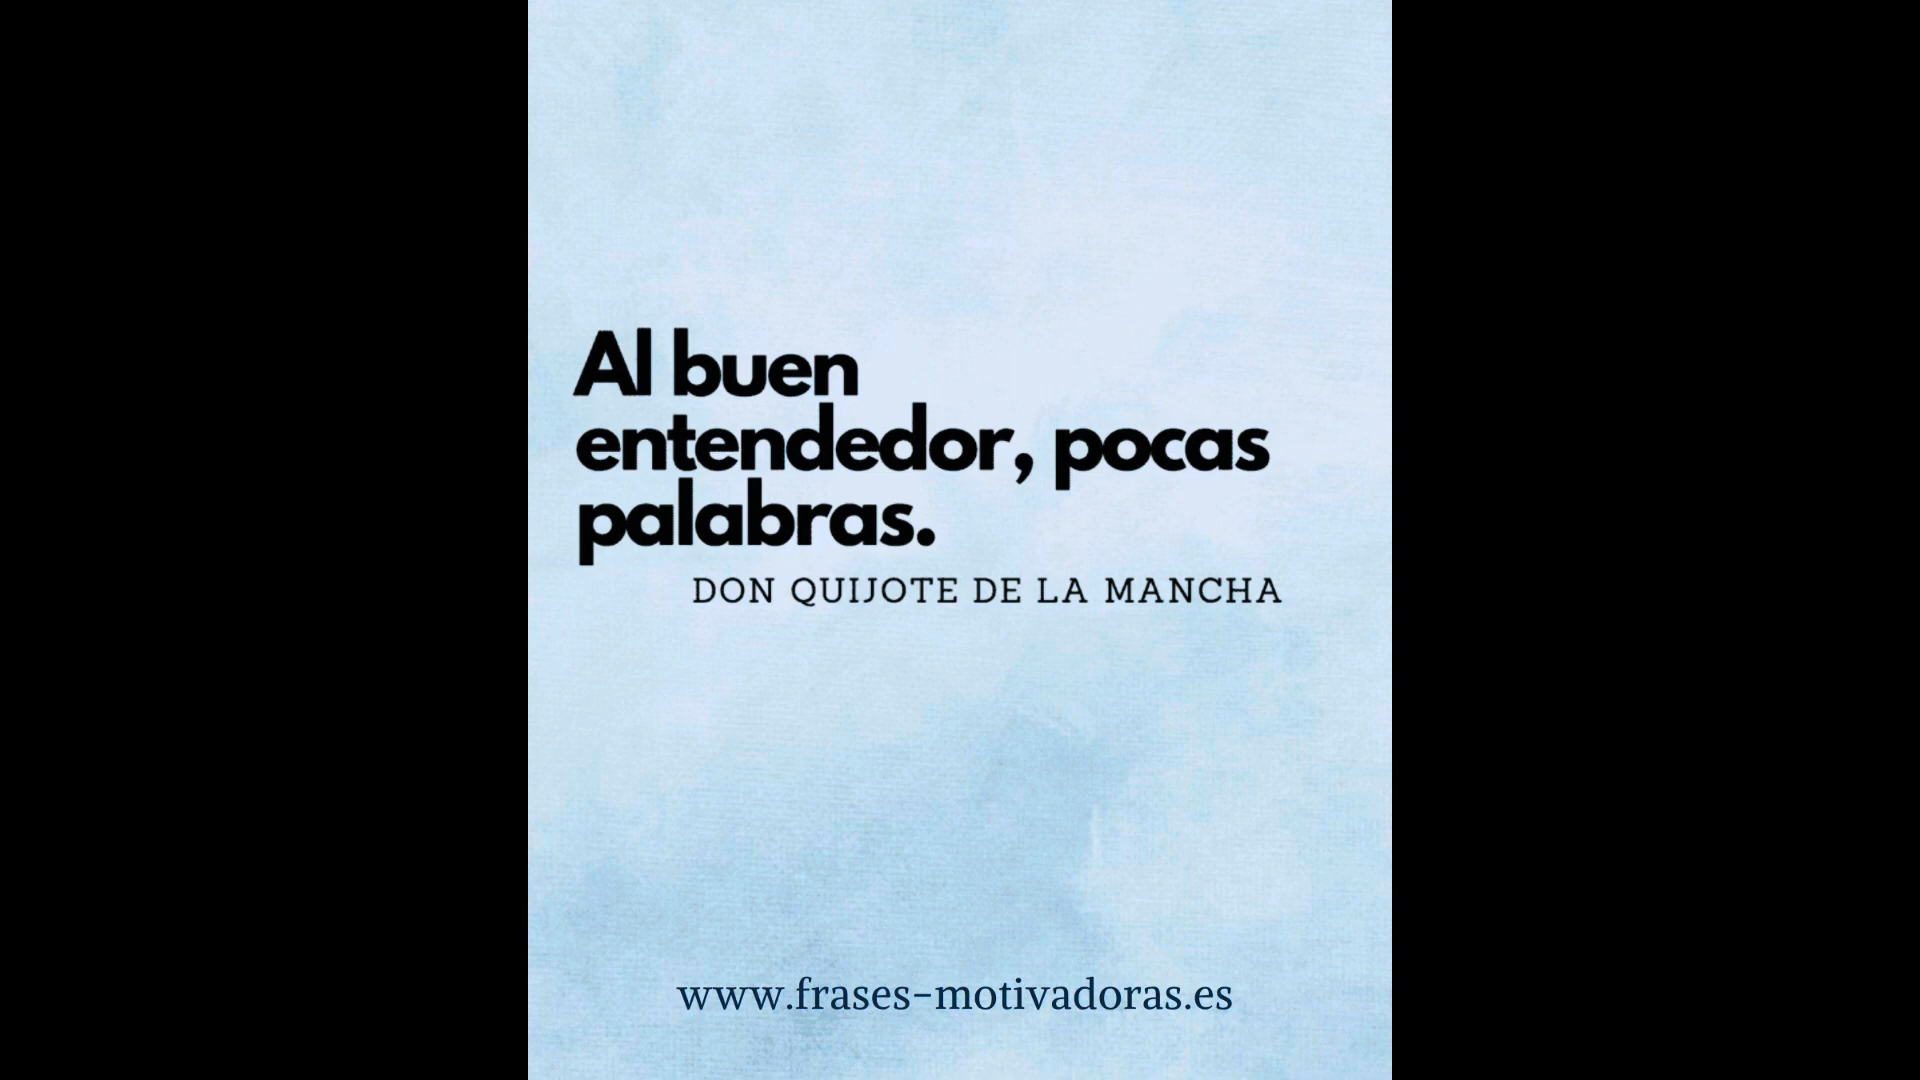 Al buen
entendedor, pocas
palabras.
DON QUIJOTE DE LA MANCHA
www.frases-motivadoras.es